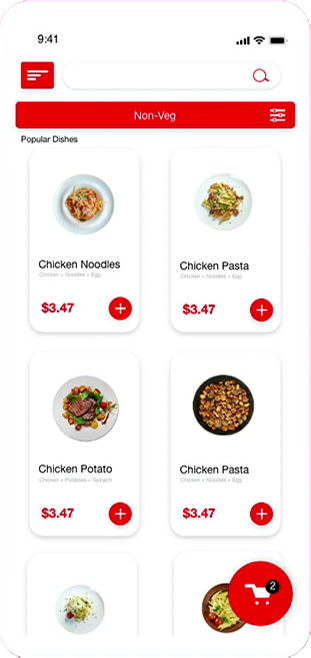 9:41
Non-Veg
Popular Dishes
Chicken Noodles
Chicken + Noodles + Egg
$3.47
Chicken Pasta
Chicken + Noodles + Egg
$3.47
Chicken Potato
Chicken + Potatoes + Spinach
$3.47
Chicken Pasta
Chicken + Noodles + Egg
$3.47
2